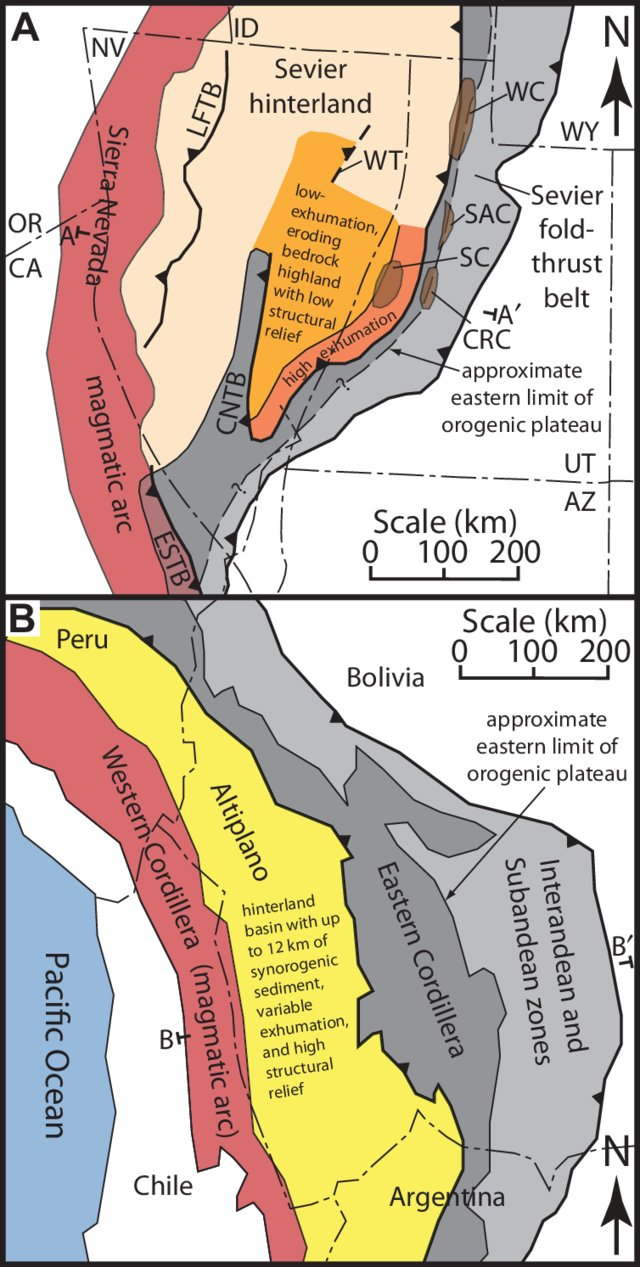 A
NV
ID
N
Sevier
hinterland
LFTB
WC
WT
WY
Sierra Nevada
low-
exhumation,
eroding
bedrock
highland
with low
structural
relief
Sevier
fold-
thrust
belt
SAC
SC
OR
CA
A
A′
CRC
high exhumation
approximate
eastern limit of
orogenic plateau
CNTB
magmatic arc
?
?
UT
AZ
ESTB
Scale (km)
0 100 200
B
Peru
Scale (km)
0 100 200
Bolivia
approximate
eastern limit of
orogenic plateau
Western Cordillera (magmatic arc)
Altiplano
hinterland
basin with up
to 12 km of
synorogenic
sediment,
variable
exhumation,
and high
structural
relief
Eastern Cordillera
Interandean and
Subandean zones
B′
B
Pacific Ocean
Chile
Argentina
N